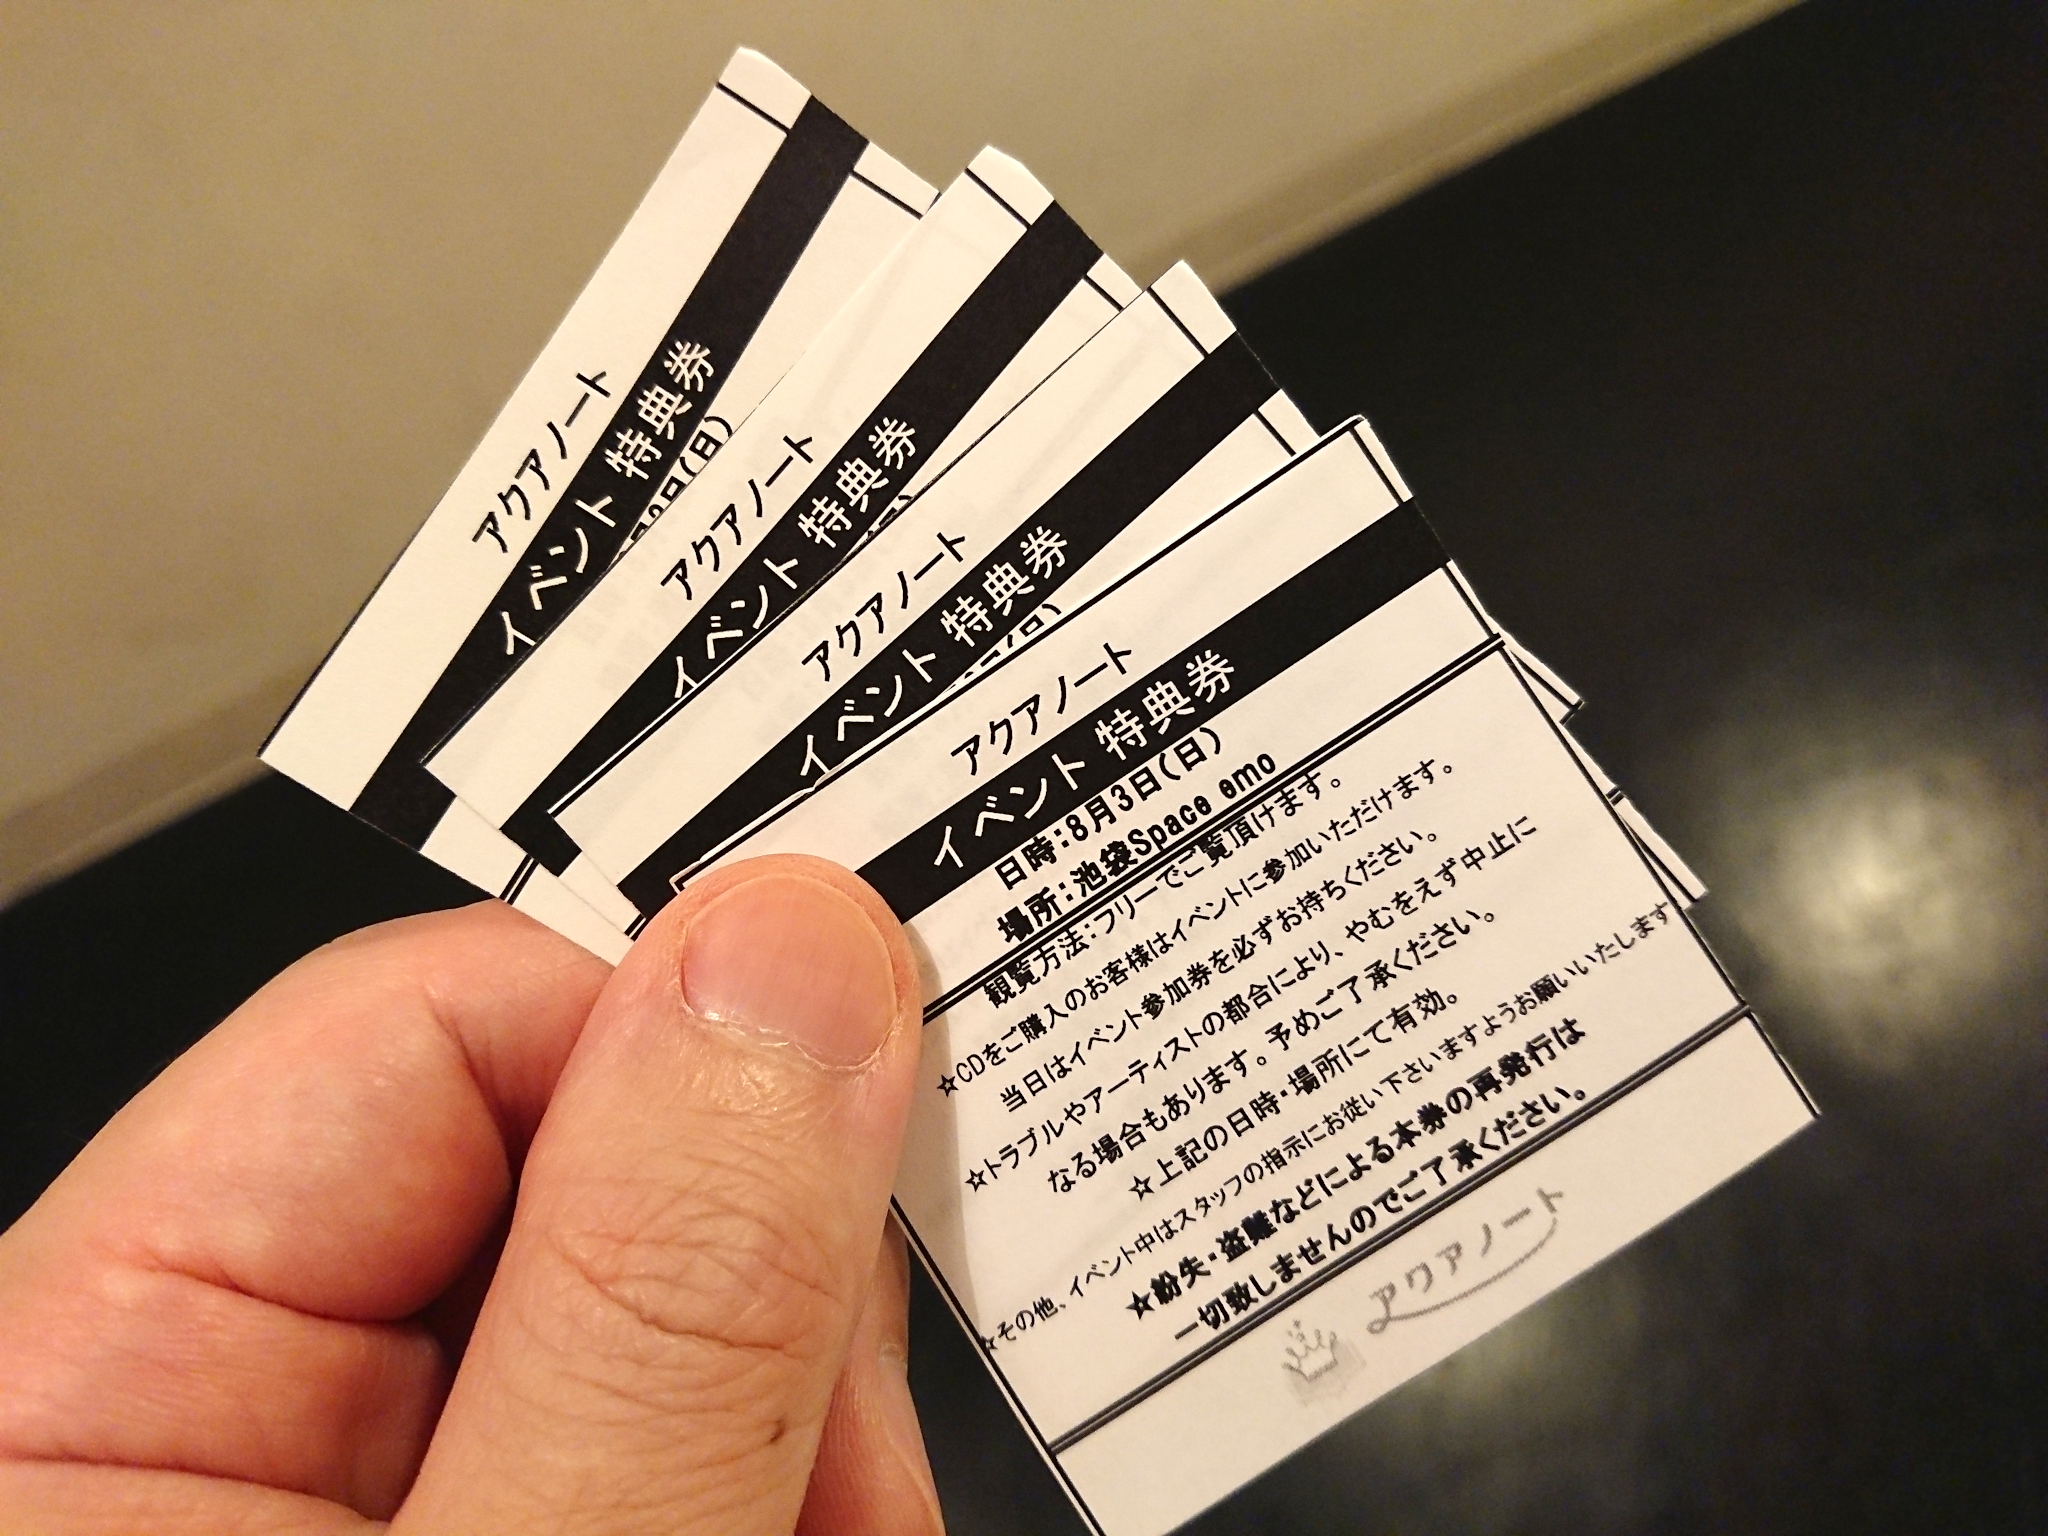 アクアノート
イベント 特典券
アクアノート
イベント 特典券
アクアノート
イベント 特典券
アクアノート
イベント 特典券
日時:8月3日(日)
場所:池袋Space emo
観覧方法:フリーでご覧頂けます。
☆CDをご購入のお客様はイベントに参加いただけます。
当日はイベント参加券を必ずお持ちください。
☆トラブルやアーティストの都合により、やむをえず中止に
なる場合もあります。予めご了承ください。
☆上記の日時・場所にて有効。
☆その他、イベント中はスタッフの指示にお従い下さいますようお願いいたします
☆紛失・盗難などによる本券の再発行は
一切致しませんのでご了承ください。
アクアノート